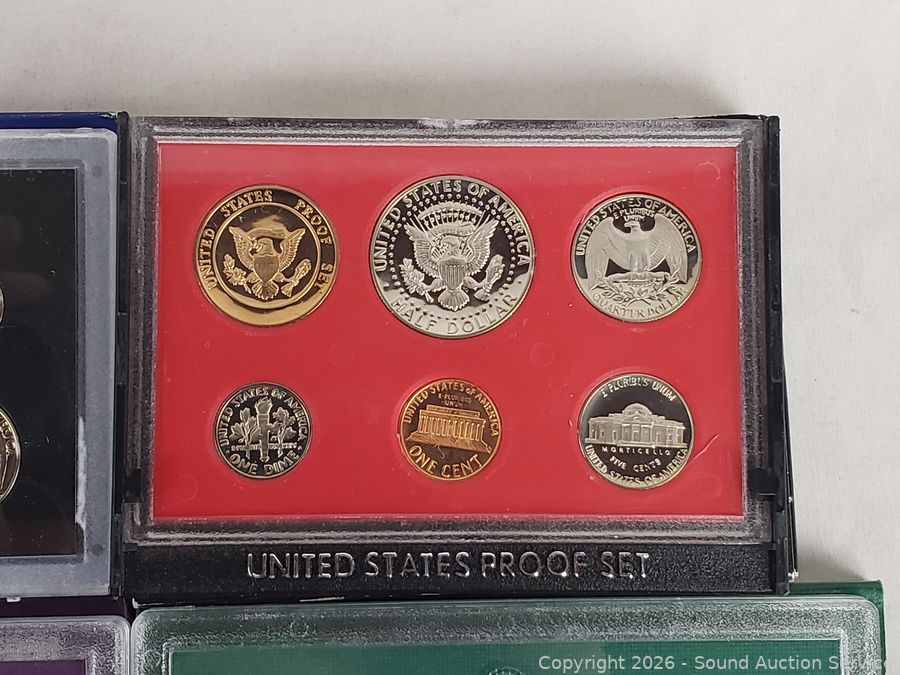 UNITED STATES PROOF SET
UNITED STATES OF AMERICA
HALF DOLLAR
UNITED STATES OF AMERICA
E PLURIBUS
UNUM
QUARTER DOLLAR
UNITED STATES OF AMERICA
ONE DIME
UNITED STATES OF AMERICA
E PLURIBUS
UNUM
ONE CENT
E PLURIBUS UNUM
MONTICELLO
FIVE CENTS
UNITED STATES OF AMERICA
UNITED STATES PROOF SET
Copyright 2026 - Sound Auction Service